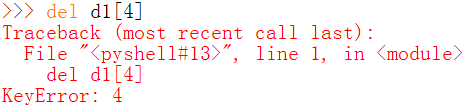 >>> del d1[4]
Traceback (most recent call last):
  File "<pyshell#13>", line 1, in <module>
    del d1[4]
KeyError: 4